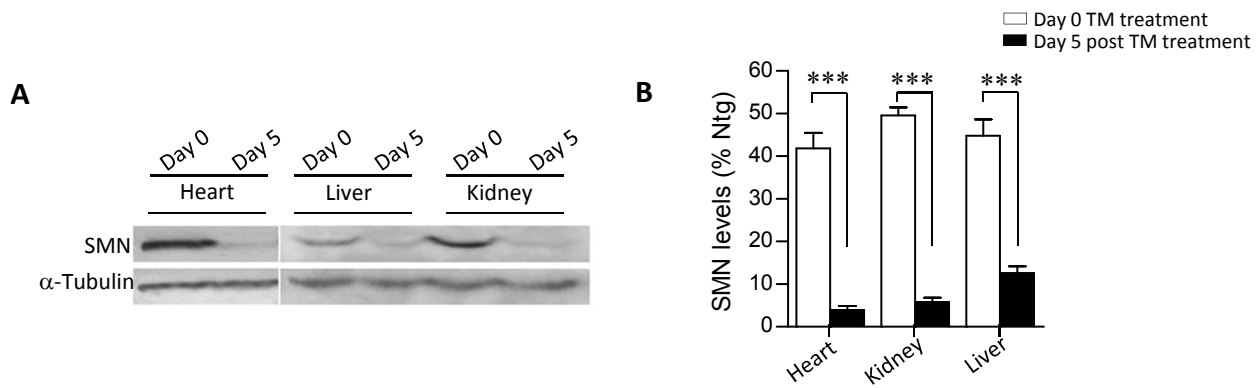 A
Day 0 Day 5 Day 0 Day 5 Day 0 Day 5
Heart Liver Kidney
SMN
α-Tubulin
B
Day 0 TM treatment
Day 5 post TM treatment
SMN levels (% Ntg)
60
50
40
30
20
10
0
*** *** ***
Heart Kidney Liver